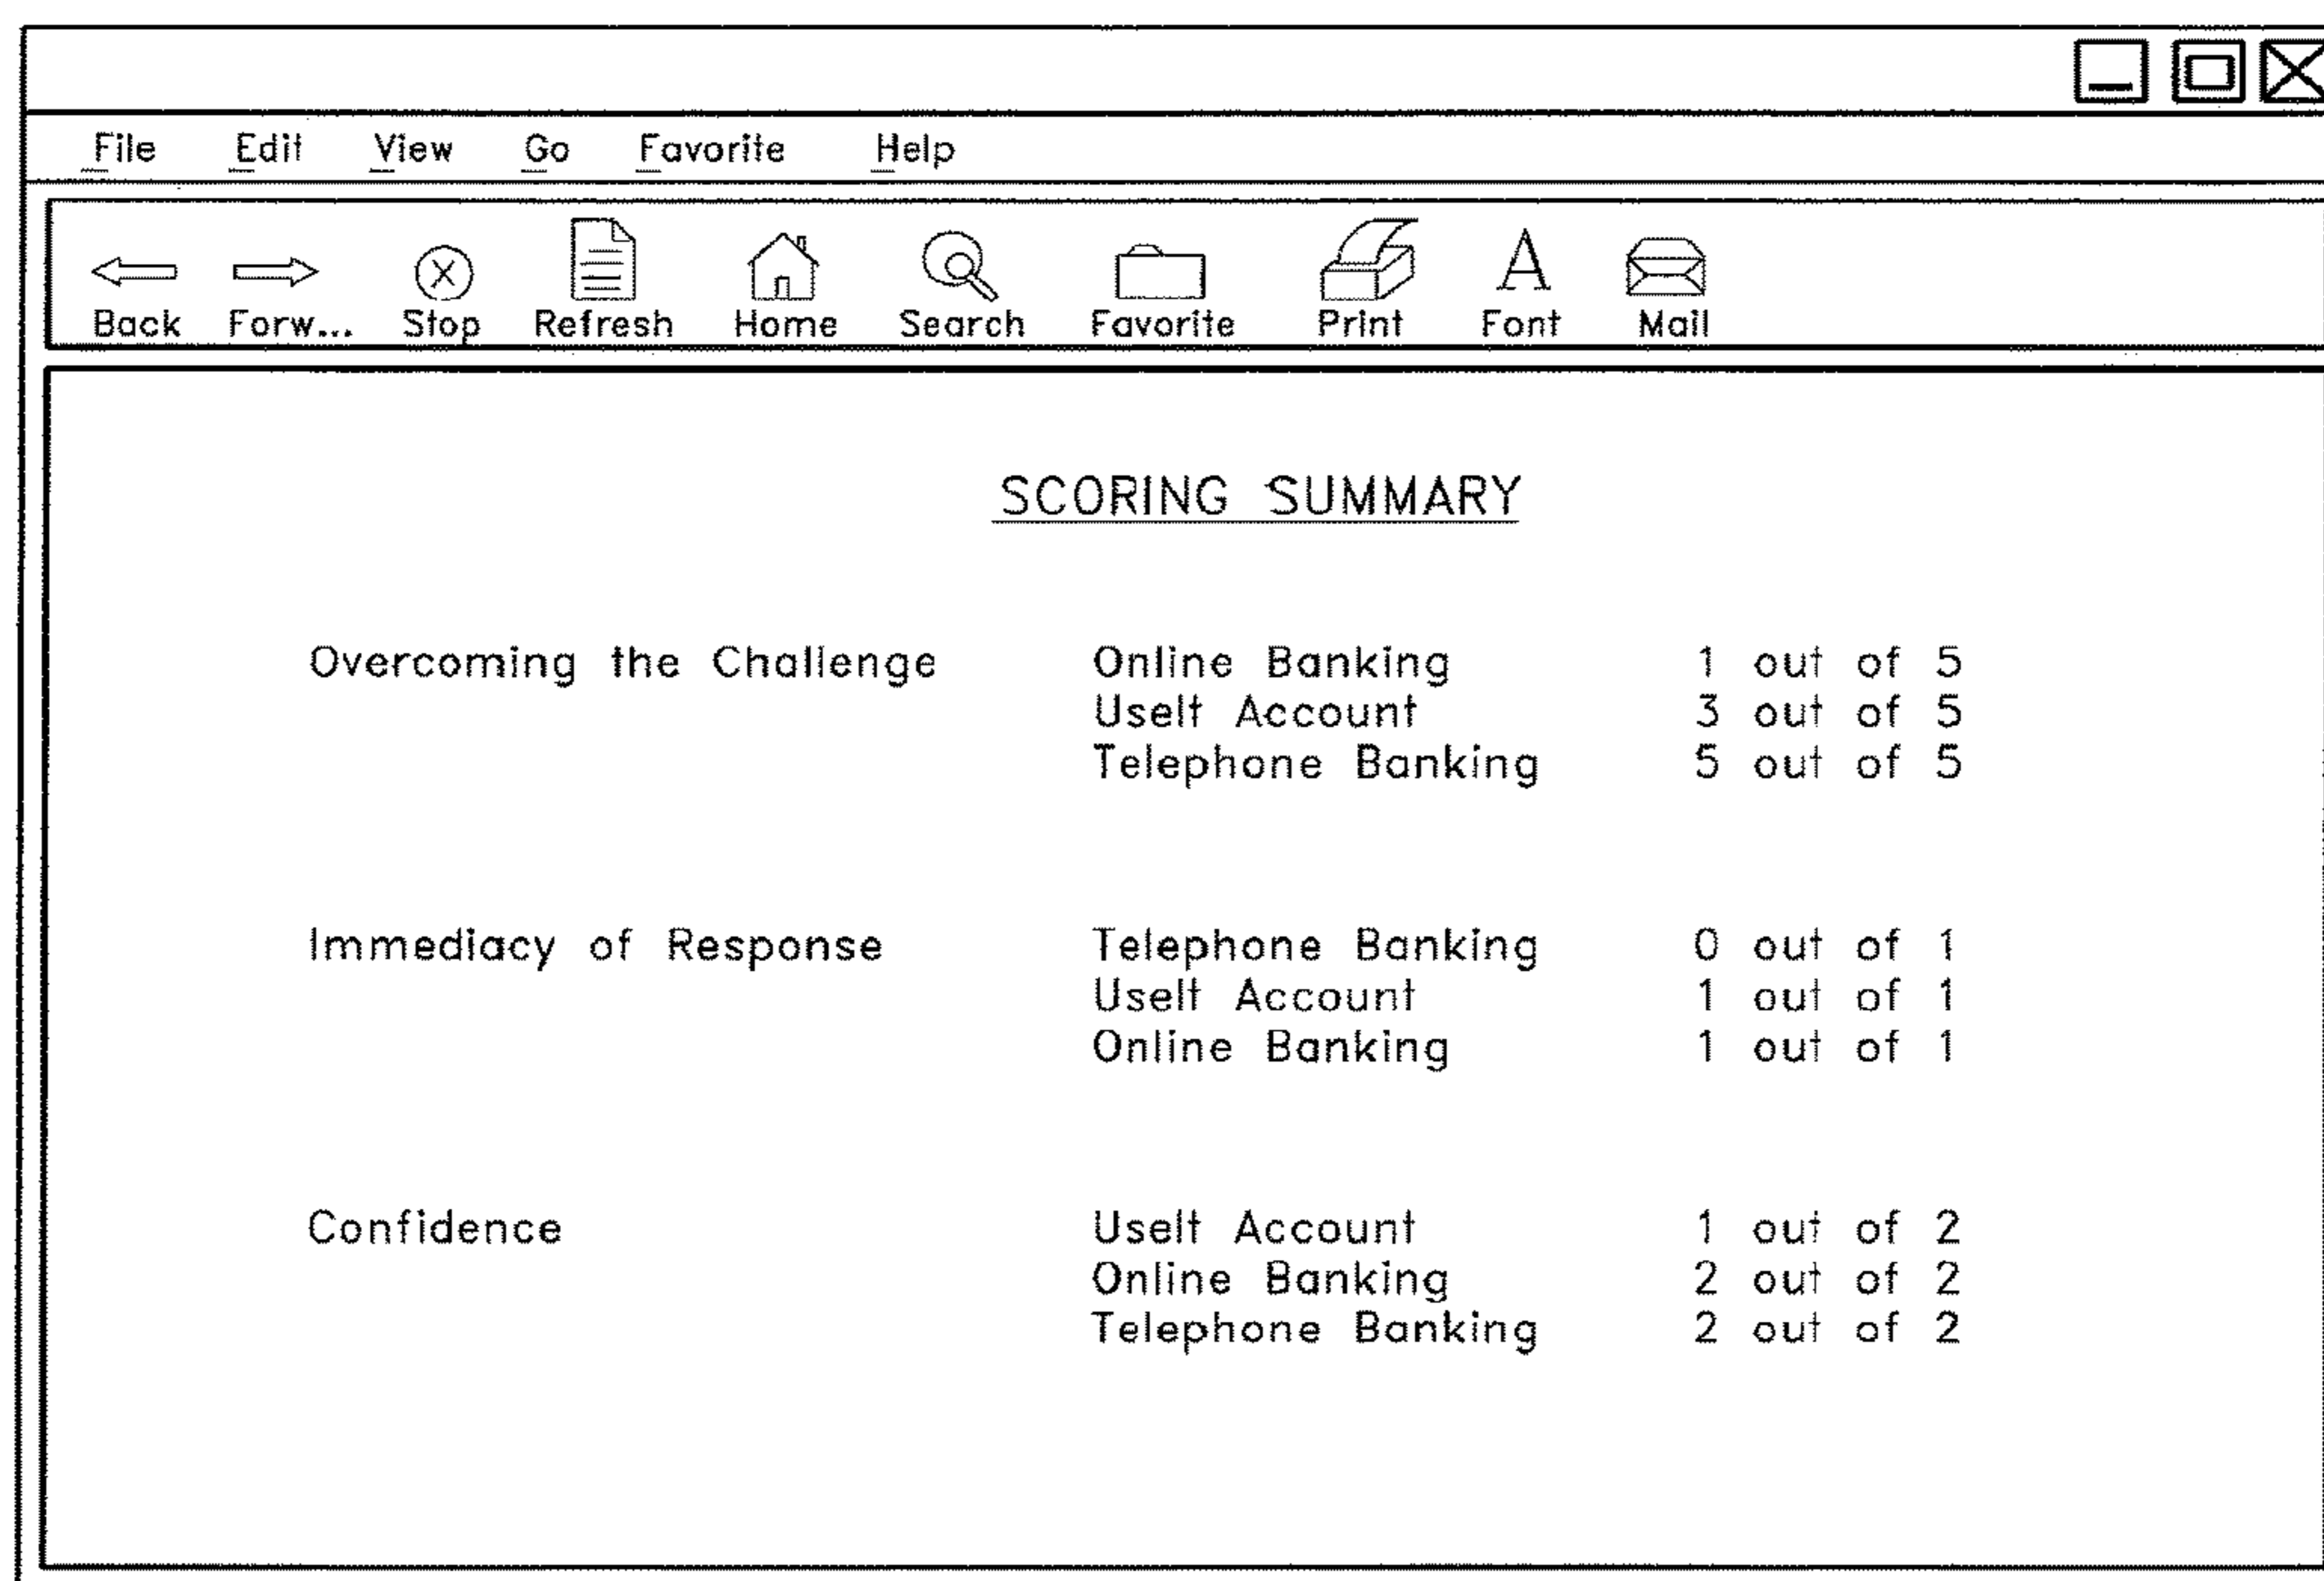 File Edit View Go Favorite Help
Back Forw... Stop Refresh Home Search Favorite Print Font Mail
SCORING SUMMARY
Overcoming the Challenge Online Banking 1 out of 5
UseIt Account 3 out of 5
Telephone Banking 5 out of 5
Immediacy of Response Telephone Banking 0 out of 1
UseIt Account 1 out of 1
Online Banking 1 out of 1
Confidence UseIt Account 1 out of 2
Online Banking 2 out of 2
Telephone Banking 2 out of 2